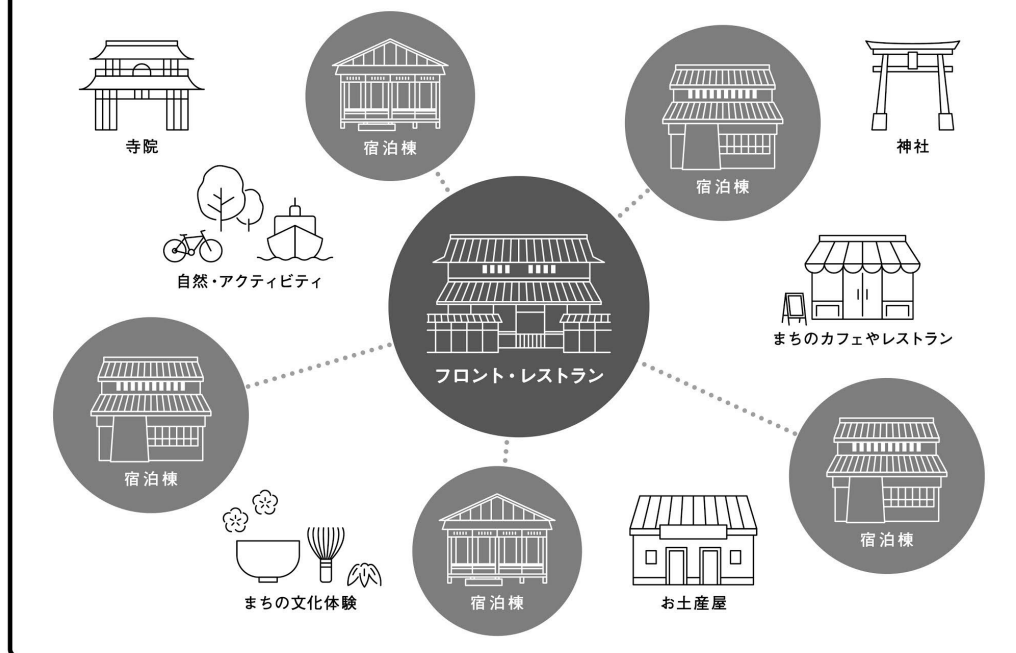 寺院
宿泊棟
宿泊棟
神社
自然・アクティビティ
まちのカフェやレストラン
フロント・レストラン
宿泊棟
宿泊棟
まちの文化体験
宿泊棟
お土産屋